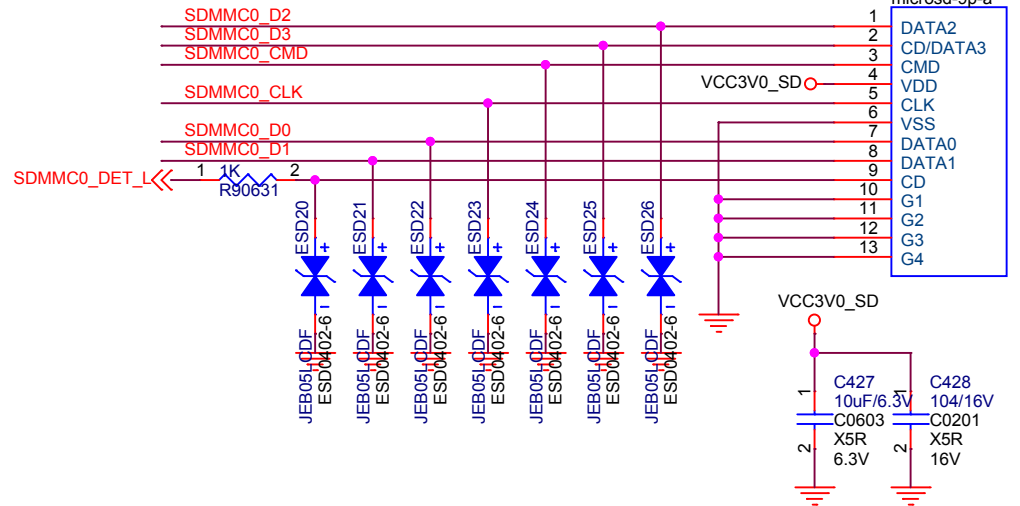 microsd-9p-a
SDMMC0_D2
1
DATA2
SDMMC0_D3
2
CD/DATA3
SDMMC0_CMD
3
CMD
VCC3V0_SD
4
VDD
SDMMC0_CLK
5
CLK
6
VSS
SDMMC0_D0
7
DATA0
SDMMC0_D1
8
DATA1
SDMMC0_DET_L
1
1K
2
R90631
9
CD
10
G1
11
G2
12
G3
13
G4
ESD20
ESD21
ESD22
ESD23
ESD24
ESD25
ESD26
+
+
+
+
+
+
+
JEB05LCDF
ESD0402-6
JEB05LCDF
ESD0402-6
JEB05LCDF
ESD0402-6
JEB05LCDF
ESD0402-6
JEB05LCDF
ESD0402-6
JEB05LCDF
ESD0402-6
JEB05LCDF
ESD0402-6
VCC3V0_SD
1
C427
10uF/6.3V
C0603
X5R
6.3V
2
1
C428
104/16V
C0201
X5R
16V
2